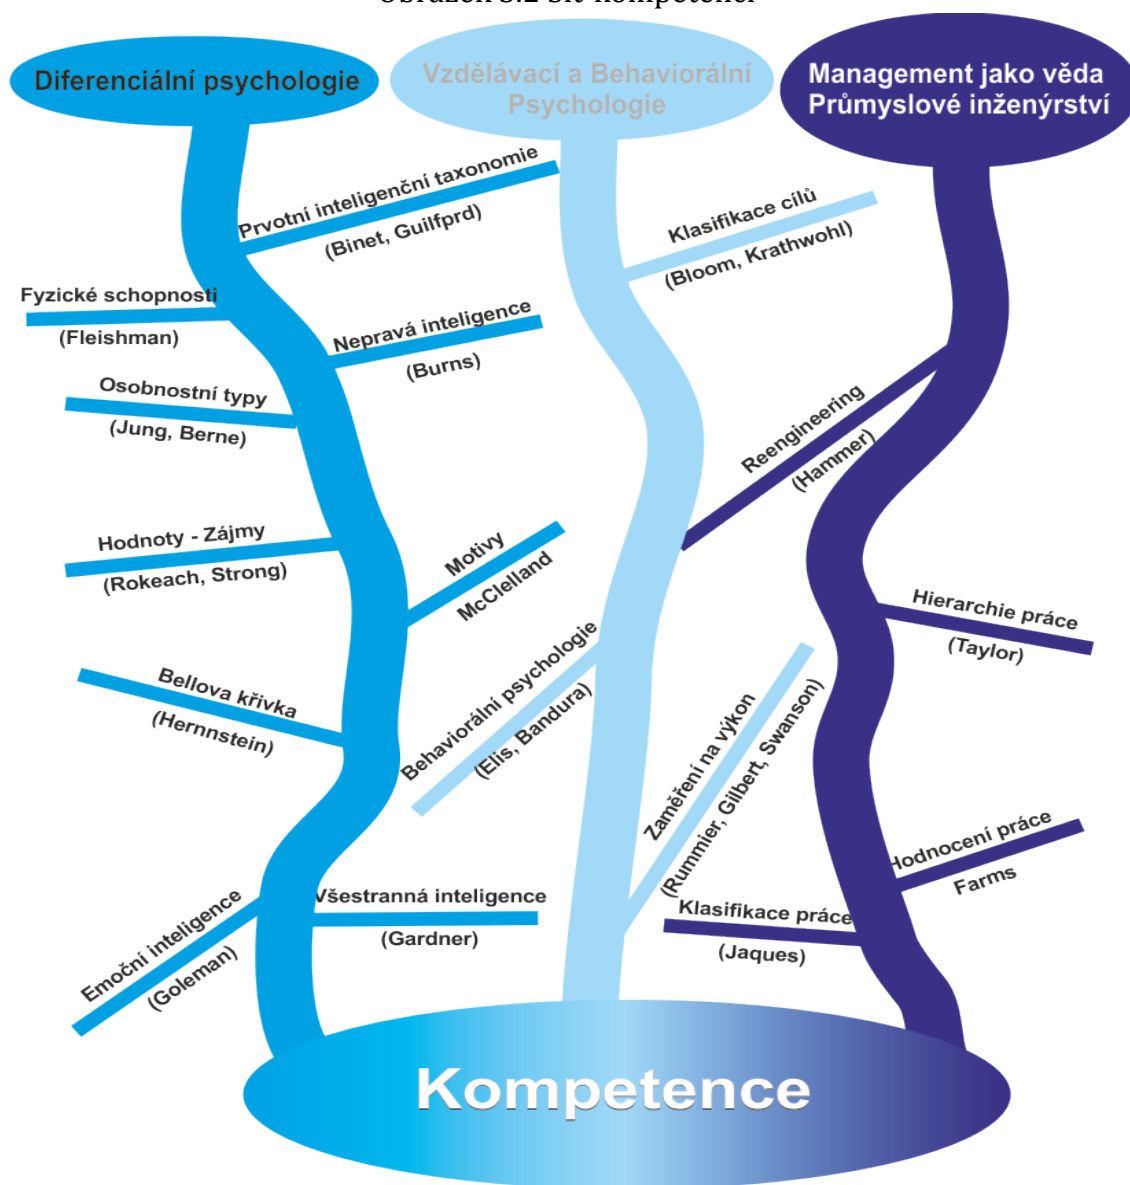 Diferenciální psychologie
Vzdělávací a Behaviorální
Psychologie
Management jako věda
Průmyslové inženýrství
Prvotní inteligenční taxonomie
(Binet, Guilfprd)
Klasifikace cílů
(Bloom, Krathwohl)
Fyzické schopnosti
(Fleishman)
Nepravá inteligence
(Burns)
Osobnostní typy
(Jung, Berne)
Reengineering
(Hammer)
Hodnoty - Zájmy
(Rokeach, Strong)
Motivy
McClelland
Hierarchie práce
(Taylor)
Behaviorální psychologie
(Elis, Bandura)
Bellova křivka
(Hernnstein)
Zaměření na výkon
(Rummier, Gilbert, Swanson)
Hodnocení práce
Farms
Všestranná inteligence
(Gardner)
Klasifikace práce
(Jaques)
Emoční inteligence
(Goleman)
Kompetence